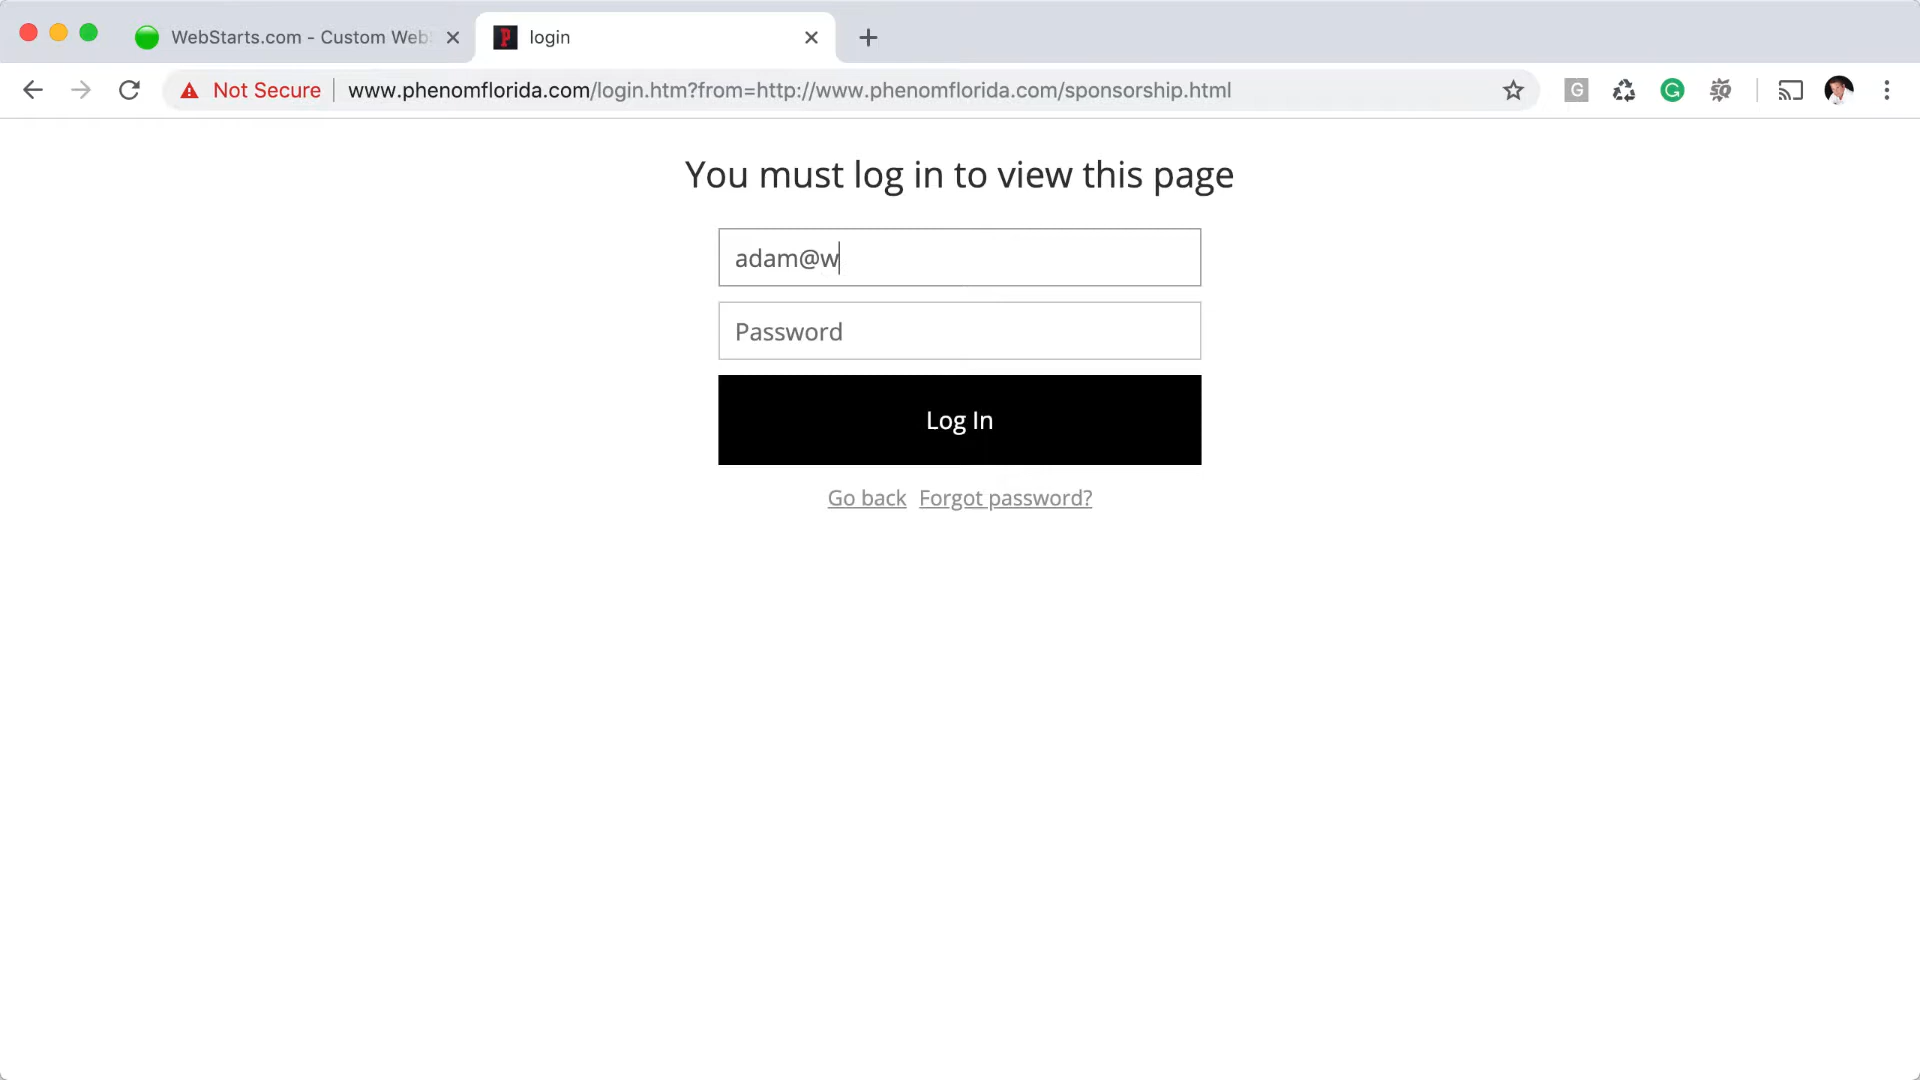 WebStarts.com - Custom Web
login
Not Secure www.phenomflorida.com/login.htm?from=http://www.phenomflorida.com/sponsorship.html
You must log in to view this page
adam@w
Password
Log In
Go back Forgot password?